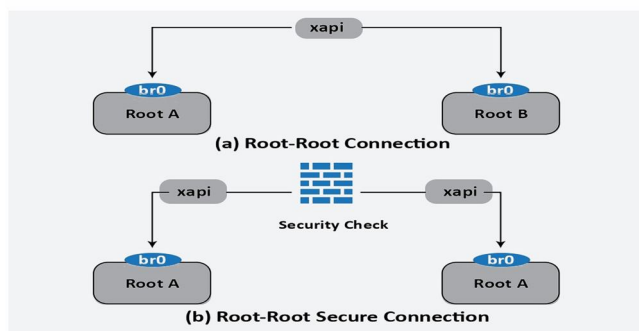 xapi
br0
br0
Root A
Root B
(a) Root-Root Connection
xapi
xapi
Security Check
br0
br0
Root A
Root A
(b) Root-Root Secure Connection